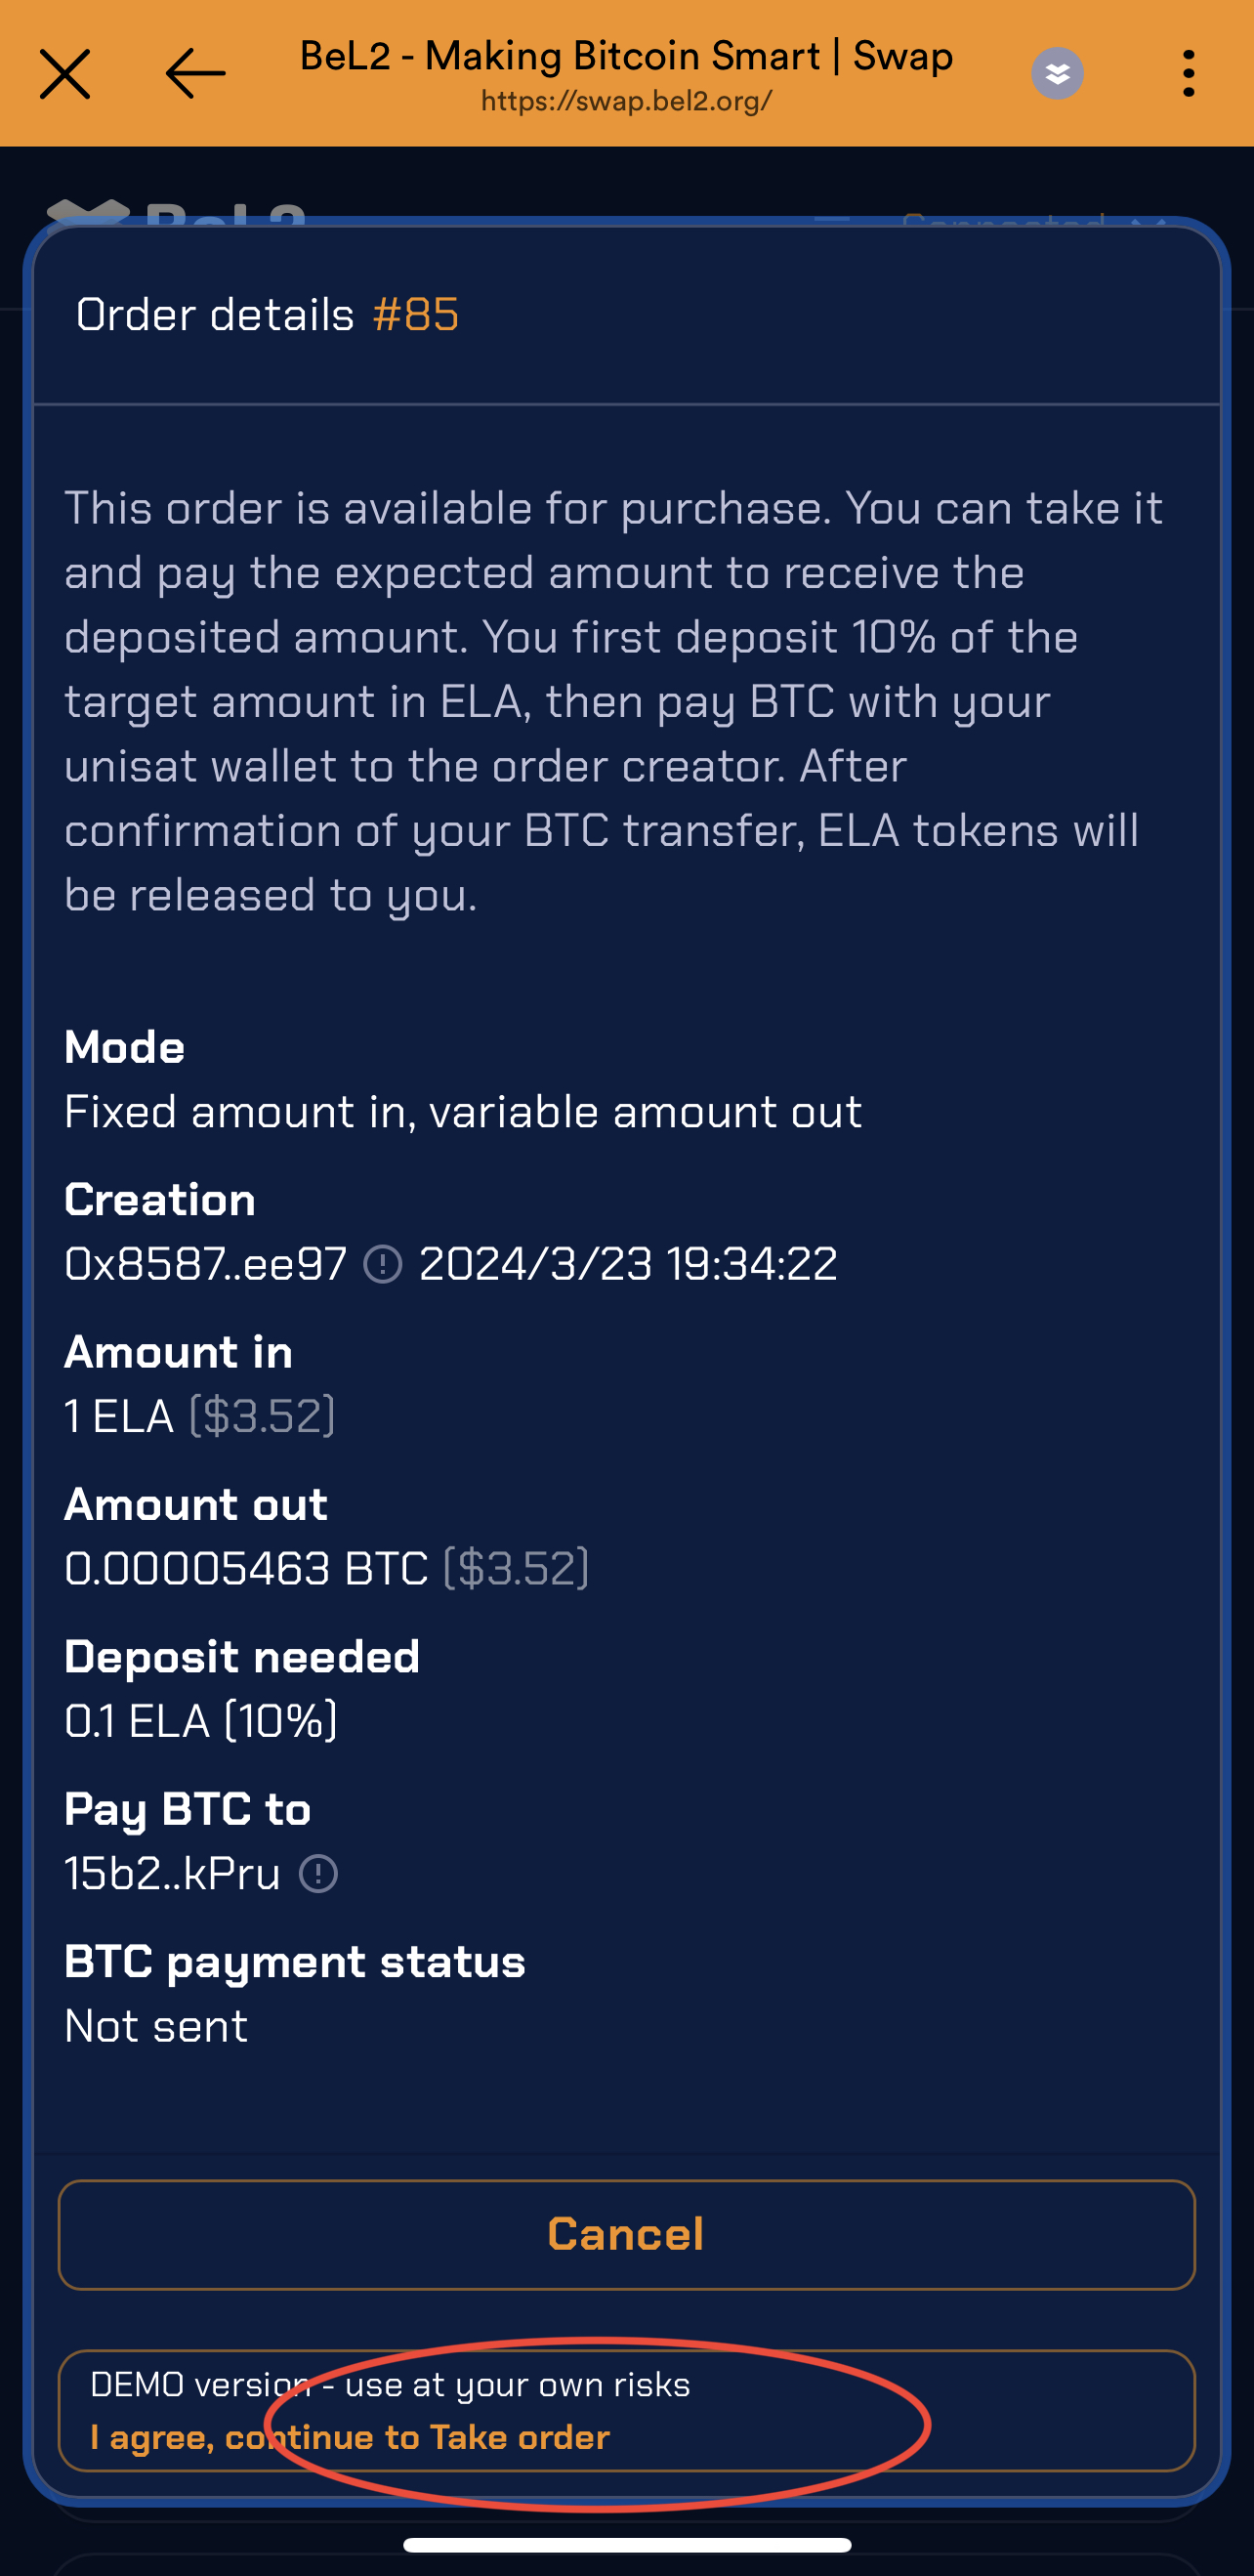 BeL2 - Making Bitcoin Smart | Swap
https://swap.bel2.org/
BeL2
Connected
Order details #85
This order is available for purchase. You can take it
and pay the expected amount to receive the
deposited amount. You first deposit 10% of the
target amount in ELA, then pay BTC with your
unisat wallet to the order creator. After
confirmation of your BTC transfer, ELA tokens will
be released to you.
Mode
Fixed amount in, variable amount out
Creation
0x8587..ee97 2024/3/23 19:34:22
Amount in
1 ELA ($3.52)
Amount out
0.00005463 BTC ($3.52)
Deposit needed
0.1 ELA (10%)
Pay BTC to
15b2..kPru
BTC payment status
Not sent
Cancel
DEMO version - use at your own risks
I agree, continue to Take order